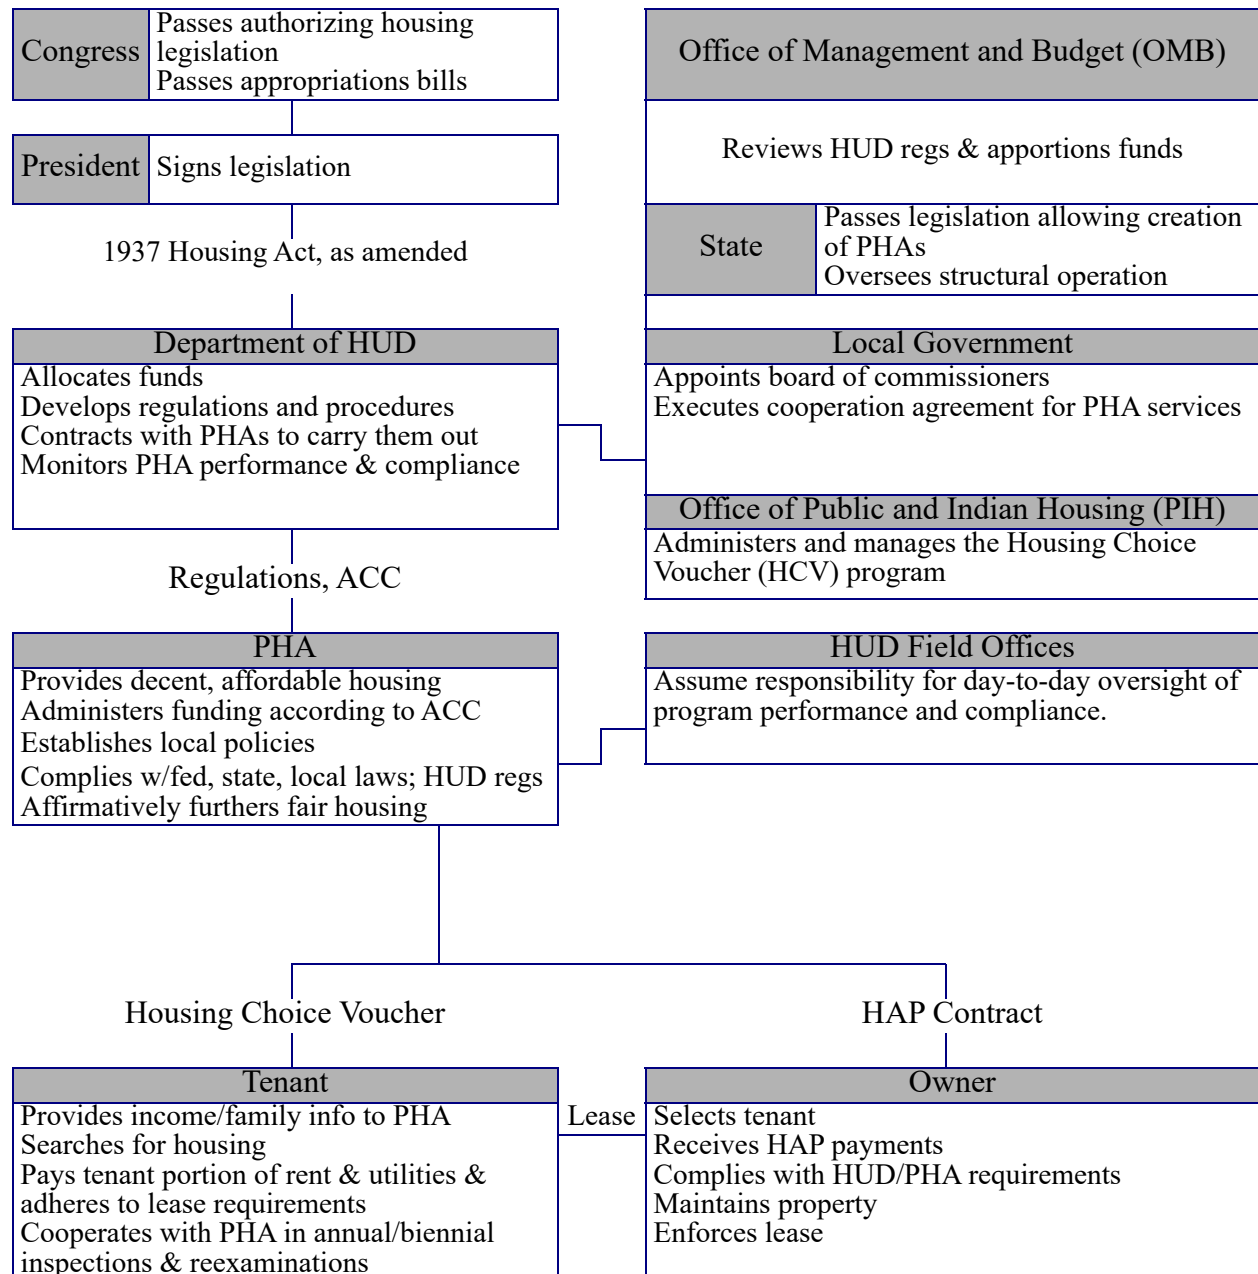 Congress
Passes authorizing housing
legislation
Passes appropriations bills
Office of Management and Budget (OMB)
Reviews HUD regs & apportions funds
President
Signs legislation
State
Passes legislation allowing creation
of PHAs
Oversees structural operation
1937 Housing Act, as amended
Department of HUD
Allocates funds
Develops regulations and procedures
Contracts with PHAs to carry them out
Monitors PHA performance & compliance
Local Government
Appoints board of commissioners
Executes cooperation agreement for PHA services
Office of Public and Indian Housing (PIH)
Administers and manages the Housing Choice
Voucher (HCV) program
Regulations, ACC
PHA
Provides decent, affordable housing
Administers funding according to ACC
Establishes local policies
Complies w/fed, state, local laws; HUD regs
Affirmatively furthers fair housing
HUD Field Offices
Assume responsibility for day-to-day oversight of
program performance and compliance.
Housing Choice Voucher
HAP Contract
Tenant
Provides income/family info to PHA
Searches for housing
Pays tenant portion of rent & utilities &
adheres to lease requirements
Cooperates with PHA in annual/biennial
inspections & reexaminations
Lease
Owner
Selects tenant
Receives HAP payments
Complies with HUD/PHA requirements
Maintains property
Enforces lease